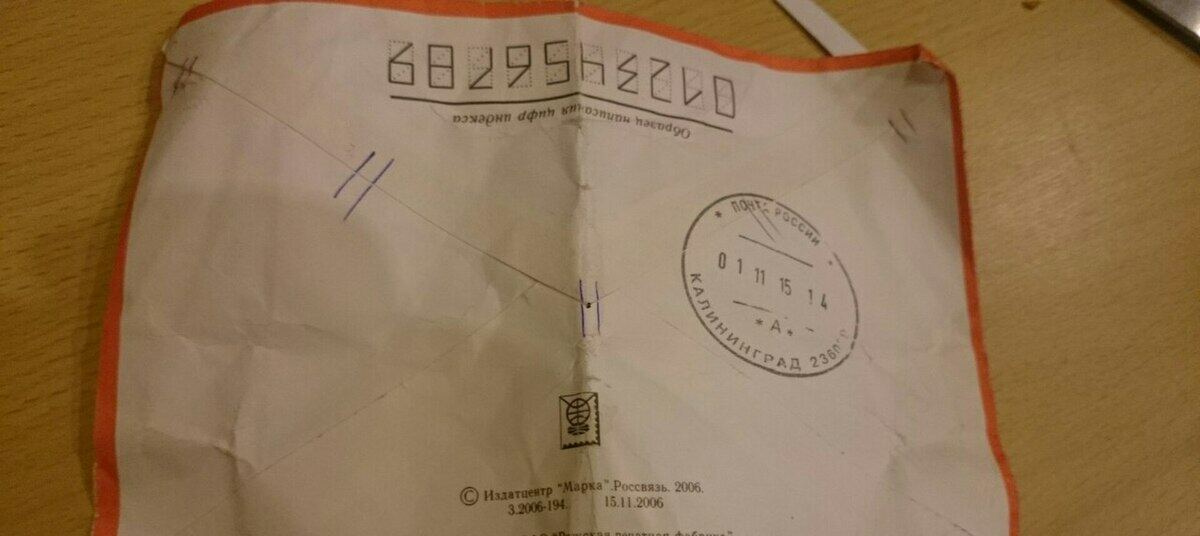 0123456789
Образец написания цифр индекса
* ПОЧТА РОССИИ *
01 11 15 14
* А *
КАЛИНИНГРАД
© Издатцентр "Марка".Россвязь. 2006.
3.2006-194. 15.11.2006